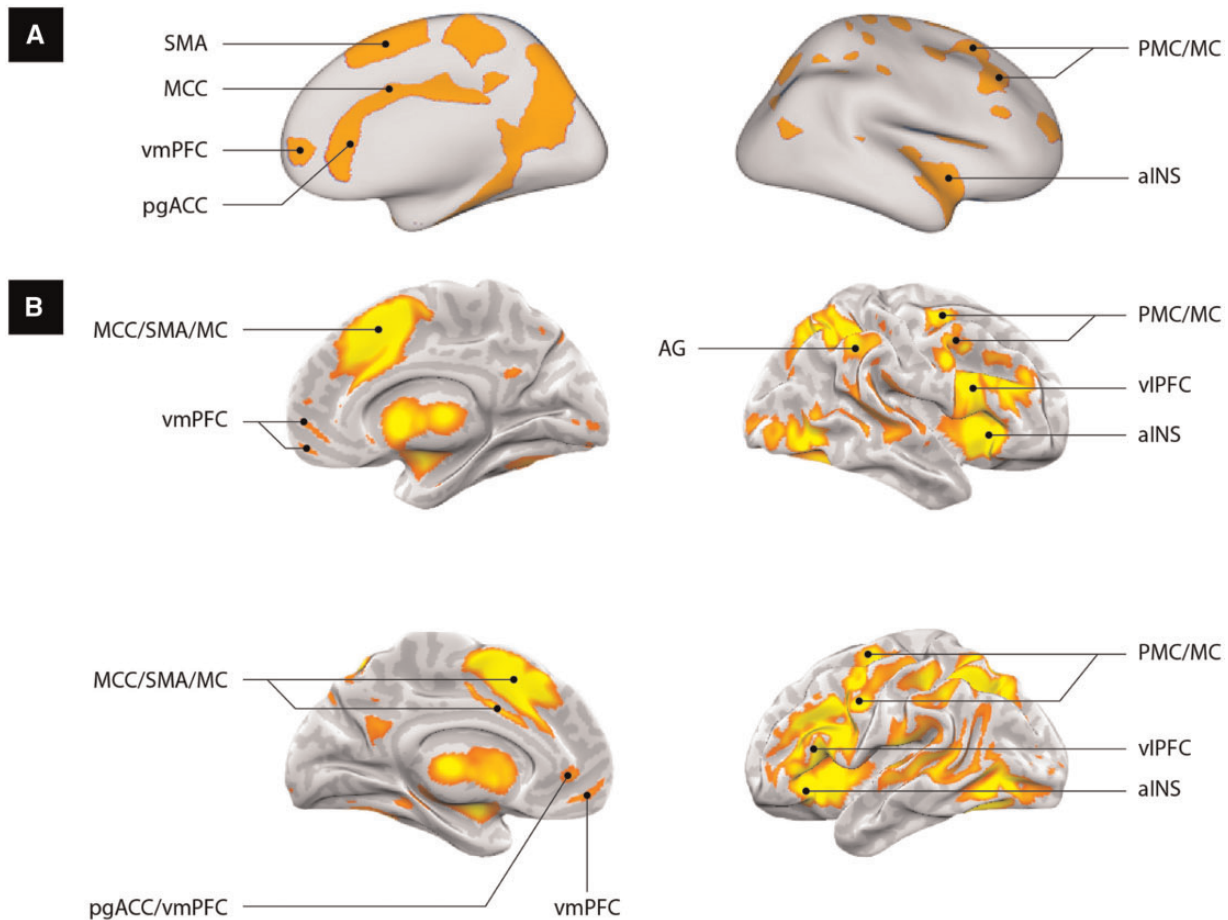 A
SMA
MCC
vmPFC
pgACC
PMC/MC
aINS
B
MCC/SMA/MC
vmPFC
AG
PMC/MC
vlPFC
aINS
MCC/SMA/MC
pgACC/vmPFC
vmPFC
PMC/MC
vlPFC
aINS